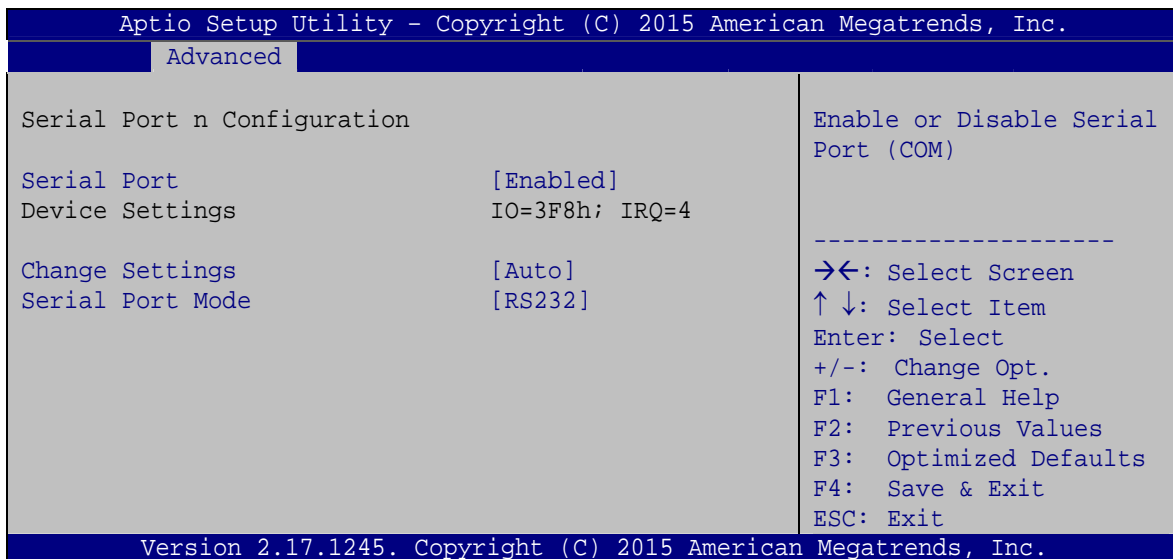 Aptio Setup Utility – Copyright (C) 2015 American Megatrends, Inc.
Advanced
Serial Port n Configuration
Serial Port [Enabled]
Device Settings IO=3F8h; IRQ=4
Change Settings [Auto]
Serial Port Mode [RS232]
Enable or Disable Serial
Port (COM)
---------------------
→←: Select Screen
↑ ↓: Select Item
Enter: Select
+/-: Change Opt.
F1: General Help
F2: Previous Values
F3: Optimized Defaults
F4: Save & Exit
ESC: Exit
Version 2.17.1245. Copyright (C) 2015 American Megatrends, Inc.